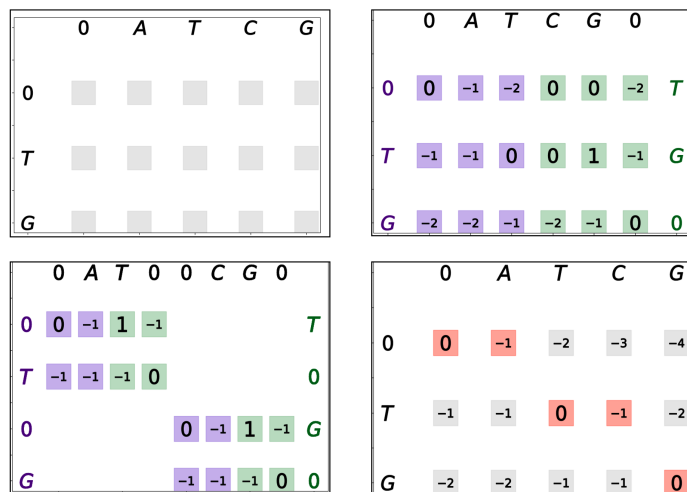 0 A T C G
0
T
G
0 A T C G 0
0 0 -1 -2 0 0 -2 T
T -1 -1 0 0 1 -1 G
G -2 -2 -1 -2 -1 0 0
0 A T 0 0 C G 0
0 0 -1 1 -1 T
T -1 -1 -1 0 0
0 0 -1 1 -1 G
G -1 -1 -1 0 0
0 A T C G
0 0 -1 -2 -3 -4
T -1 -1 0 -1 -2
G -2 -2 -1 -1 0